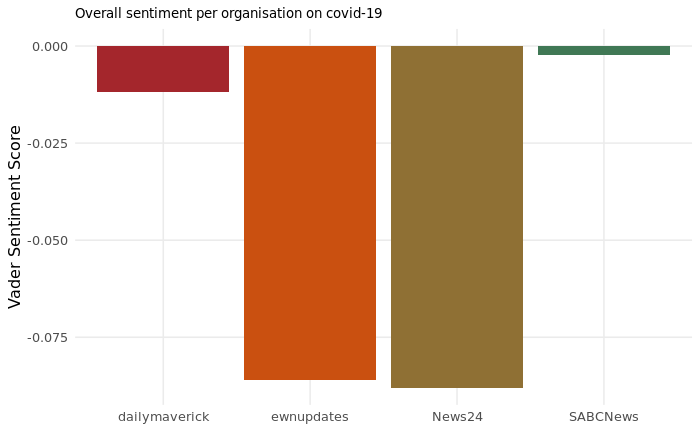 Overall sentiment per organisation on covid-19
Vader Sentiment Score
0.000
-0.025
-0.050
-0.075
dailymaverick
ewnupdates
News24
SABCNews